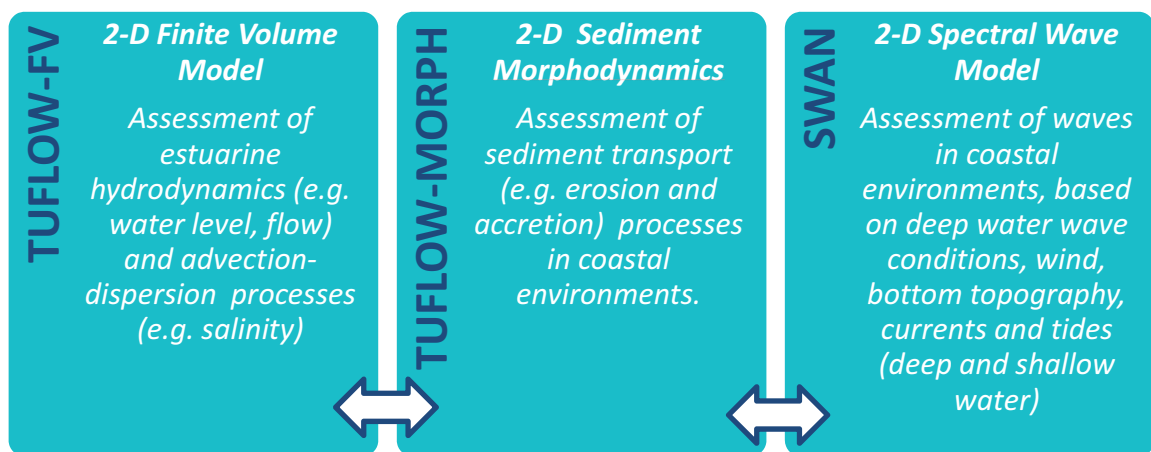 TUFLOW-FV
2-D Finite Volume
Model
Assessment of
estuarine
hydrodynamics (e.g.
water level, flow)
and advection-
dispersion processes
(e.g. salinity)
TUFLOW-MORPH
2-D Sediment
Morphodynamics
Assessment of
sediment transport
(e.g. erosion and
accretion) processes
in coastal
environments.
SWAN
2-D Spectral Wave
Model
Assessment of waves
in coastal
environments, based
on deep water wave
conditions, wind,
bottom topography,
currents and tides
(deep and shallow
water)